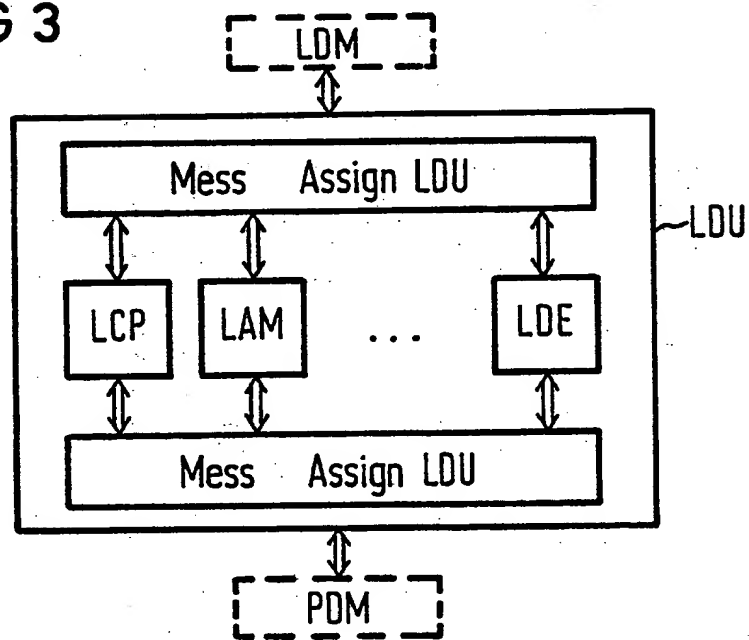 G 3
LDM
Mess Assign LDU
LDU
LCP LAM ... LDE
Mess Assign LDU
PDM